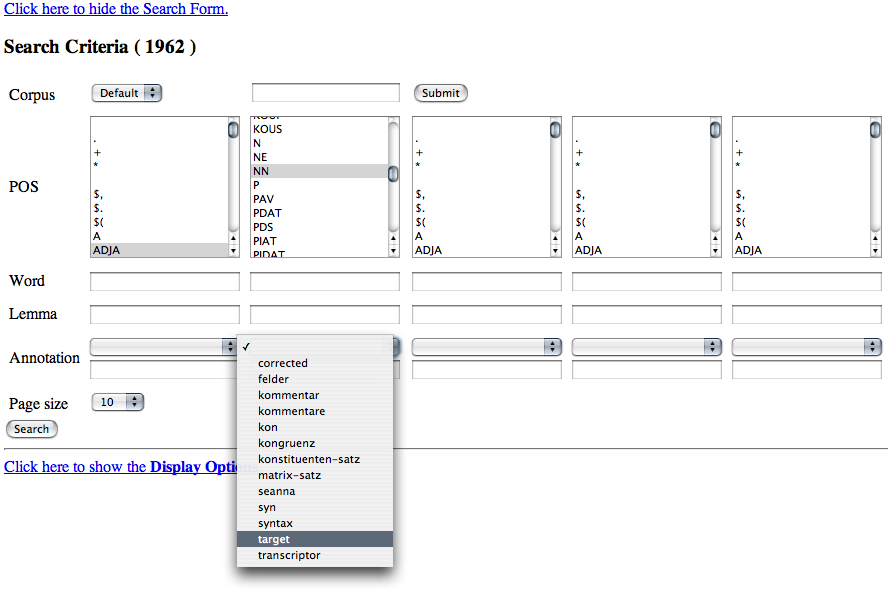 Click here to hide the Search Form.
Search Criteria ( 1962 )
Corpus Default Submit
POS
.
+
*
$,
$.
$(
A
ADJA
KOUS
N
NE
NN
P
PAV
PDAT
PDS
PIAT
PIDAT
.
+
*
$,
$.
$(
A
ADJA
.
+
*
$,
$.
$(
A
ADJA
.
+
*
$,
$.
$(
A
ADJA
Word
Lemma
Annotation
✓
corrected
felder
kommentar
kommentare
kon
kongruenz
konstituenten-satz
matrix-satz
seanna
syn
syntax
target
transcriptor
Page size 10
Search
Click here to show the Display Optio